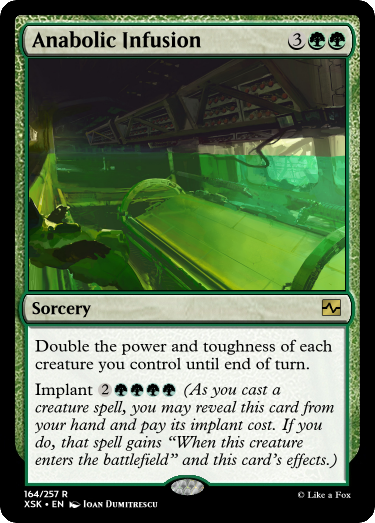 Anabolic Infusion 3
Sorcery
Double the power and toughness of each
creature you control until end of turn.
Implant 2 (As you cast a
creature spell, you may reveal this card from
your hand and pay its implant cost. If you
do, that spell gains “When this creature
enters the battlefield” and this card's effects.)
164/257 R
XSK • EN Ioan Dumitrescu
© Like a Fox